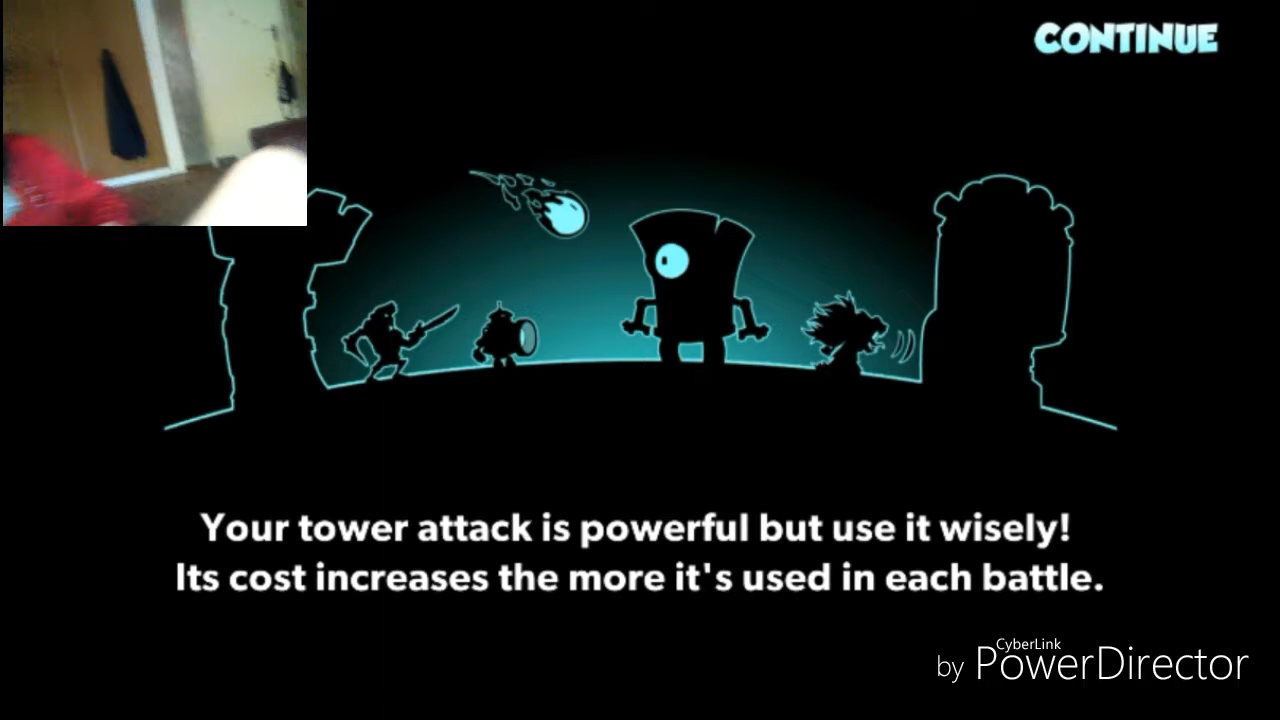 CONTINUE
Your tower attack is powerful but use it wisely!
Its cost increases the more it's used in each battle.
CyberLink
by PowerDirector